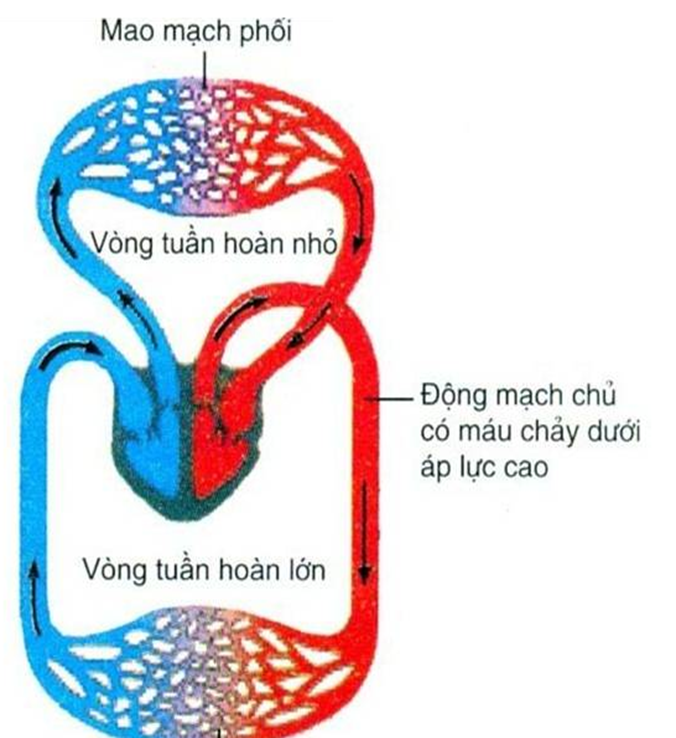 Mao mạch phổi
Vòng tuần hoàn nhỏ
Động mạch chủ
có máu chảy dưới
áp lực cao
Vòng tuần hoàn lớn